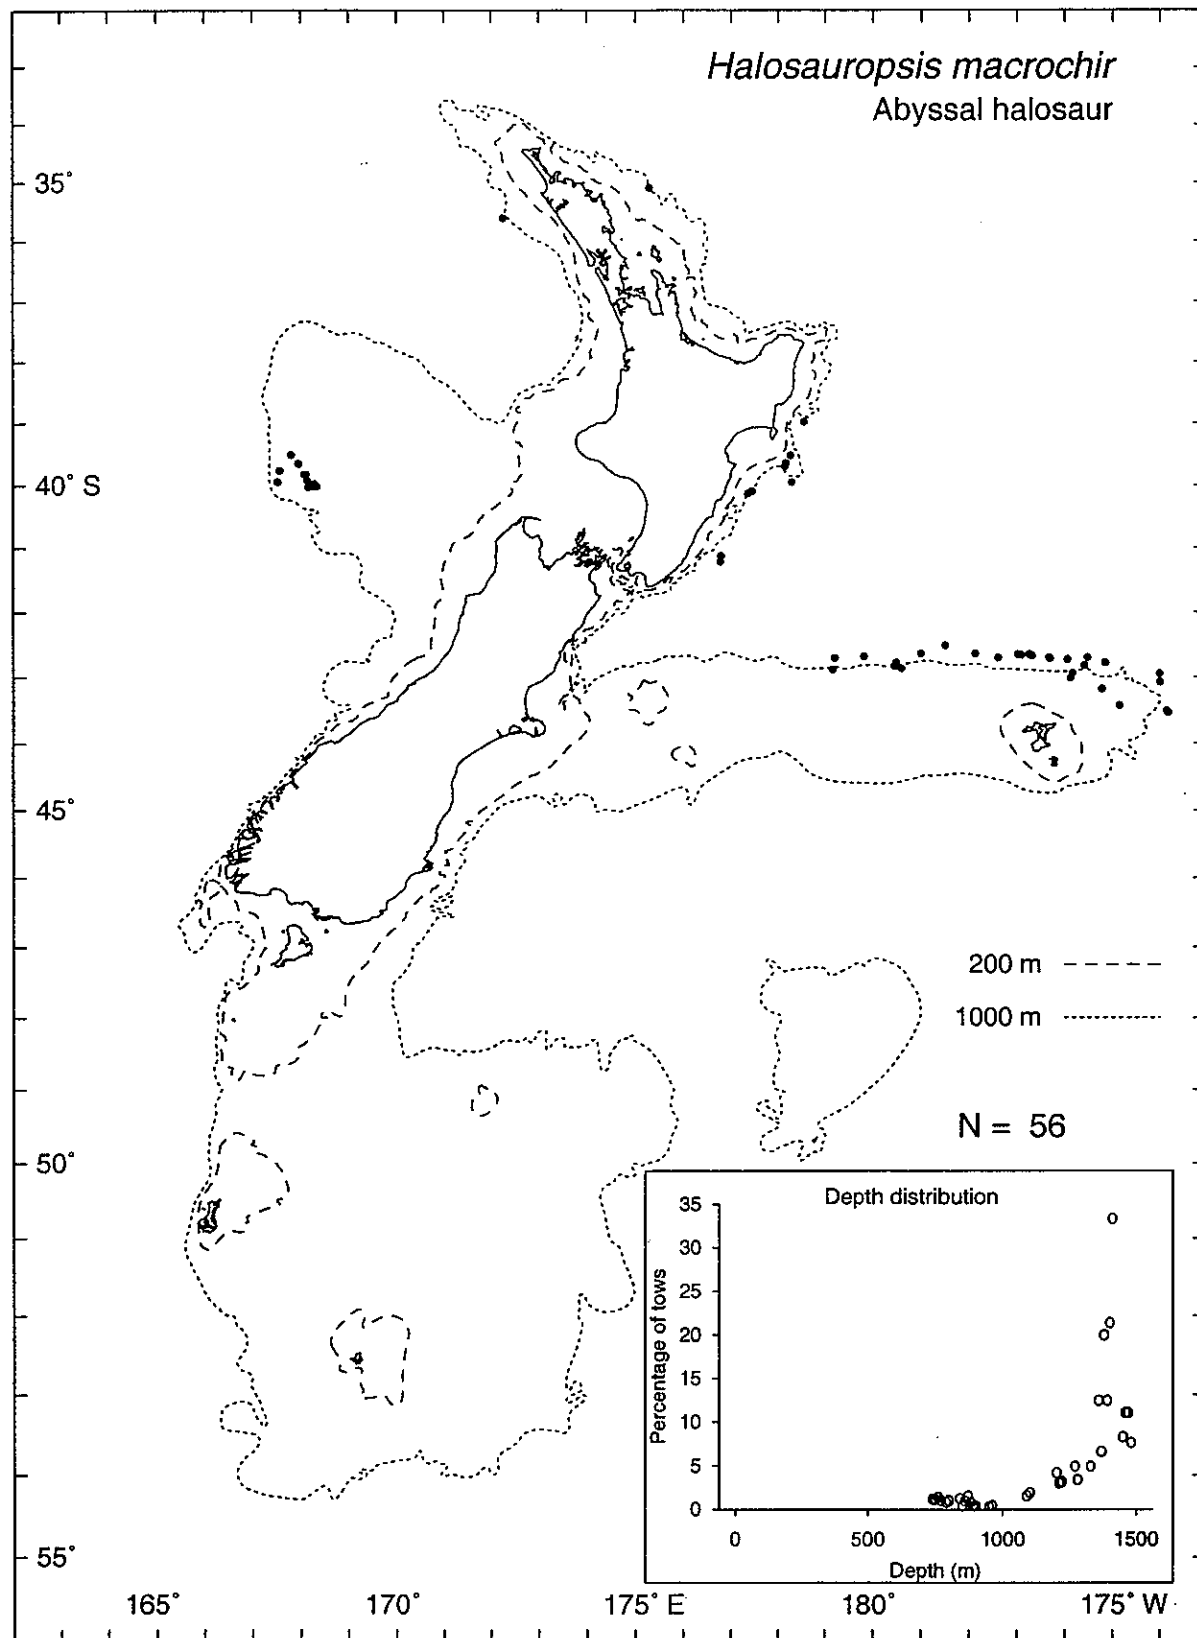 Halosauropsis macrochir
Abyssal halosaur
35°
40° S
45°
200 m
1000 m
N = 56
50°
Depth distribution
35
30
25
20
15
10
5
0
Percentage of tows
0 500 1000 1500
Depth (m)
55°
165° 170° 175° E 180° 175° W